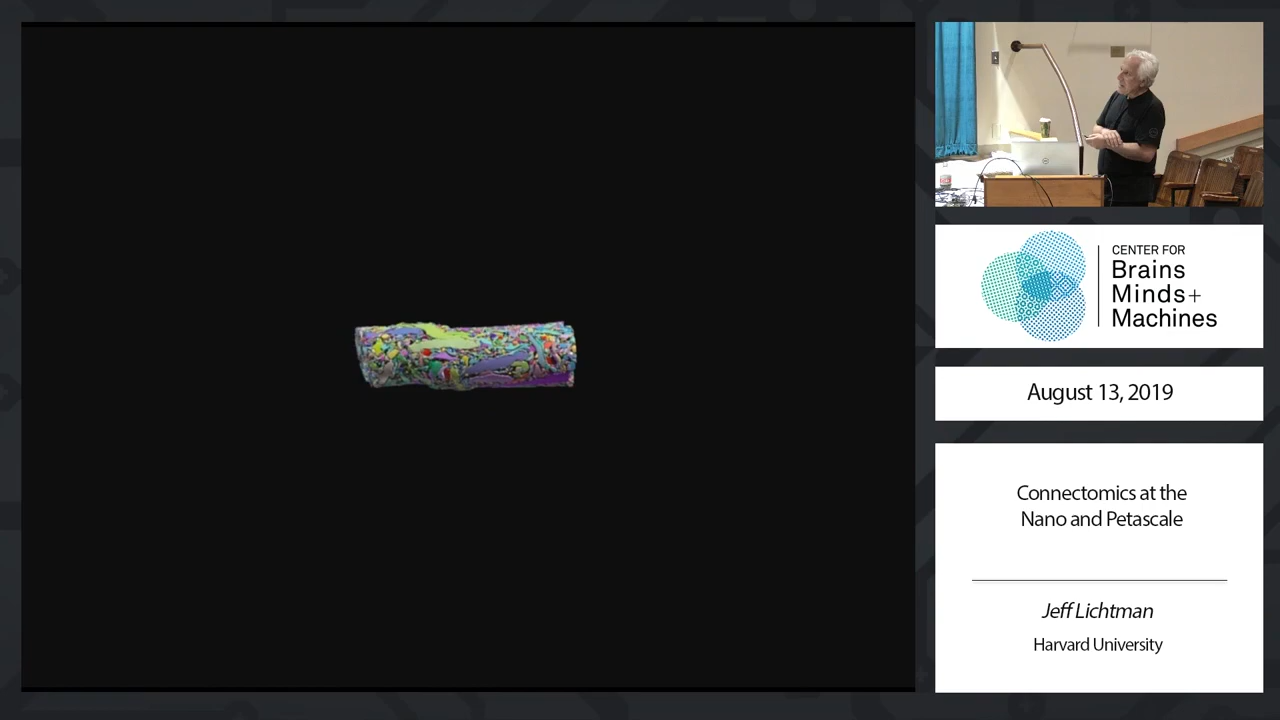 CENTER FOR
Brains
Minds+
Machines
August 13, 2019
Connectomics at the
Nano and Petascale
Jeff Lichtman
Harvard University